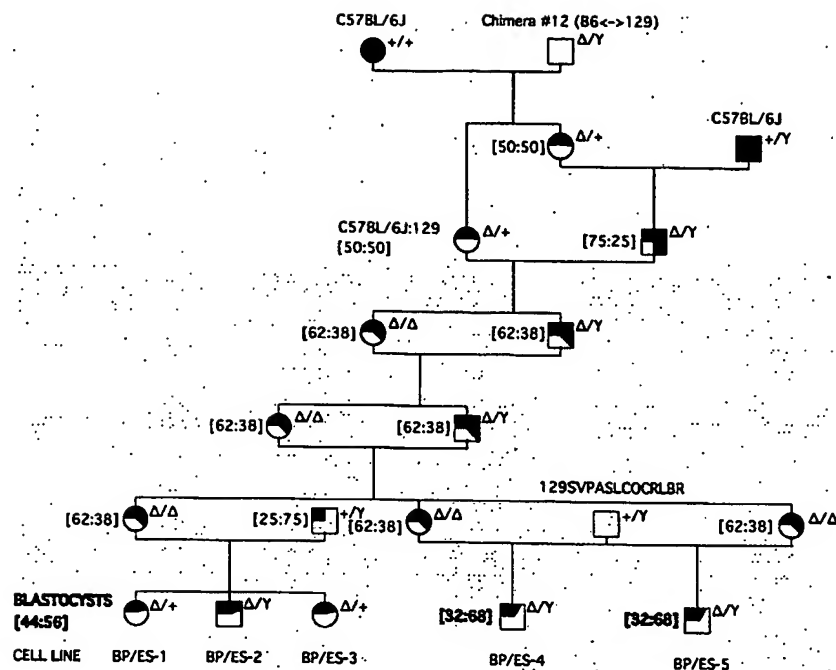 C57BL/6J Chimera #12 (B6<->129)
+/+ Δ/Y
C57BL/6J
[50:50] Δ/+ +/Y
C57BL/6J:129 Δ/+ [75:25] Δ/Y
[50:50]
[62:38] Δ/Δ [62:38] Δ/Y
[62:38] Δ/Δ [62:38] Δ/Y
129SVPASLCOCRLBR
[62:38] Δ/Δ [25:75] +/Y [62:38] Δ/Δ +/Y [62:38] Δ/Δ
BLASTOCYSTS Δ/+ Δ/Y Δ/+ [32:68] Δ/Y [32:68] Δ/Y
[44:56]
CELL LINE BP/ES-1 BP/ES-2 BP/ES-3 BP/ES-4 BP/ES-5